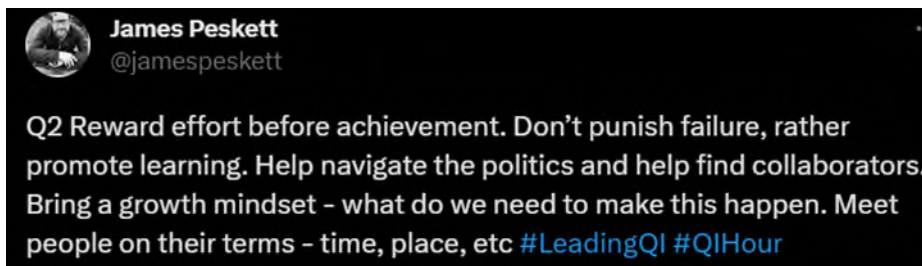 James Peskett
@jamespeskett
Q2 Reward effort before achievement. Don’t punish failure, rather
promote learning. Help navigate the politics and help find collaborators.
Bring a growth mindset - what do we need to make this happen. Meet
people on their terms - time, place, etc #LeadingQI #QIHour